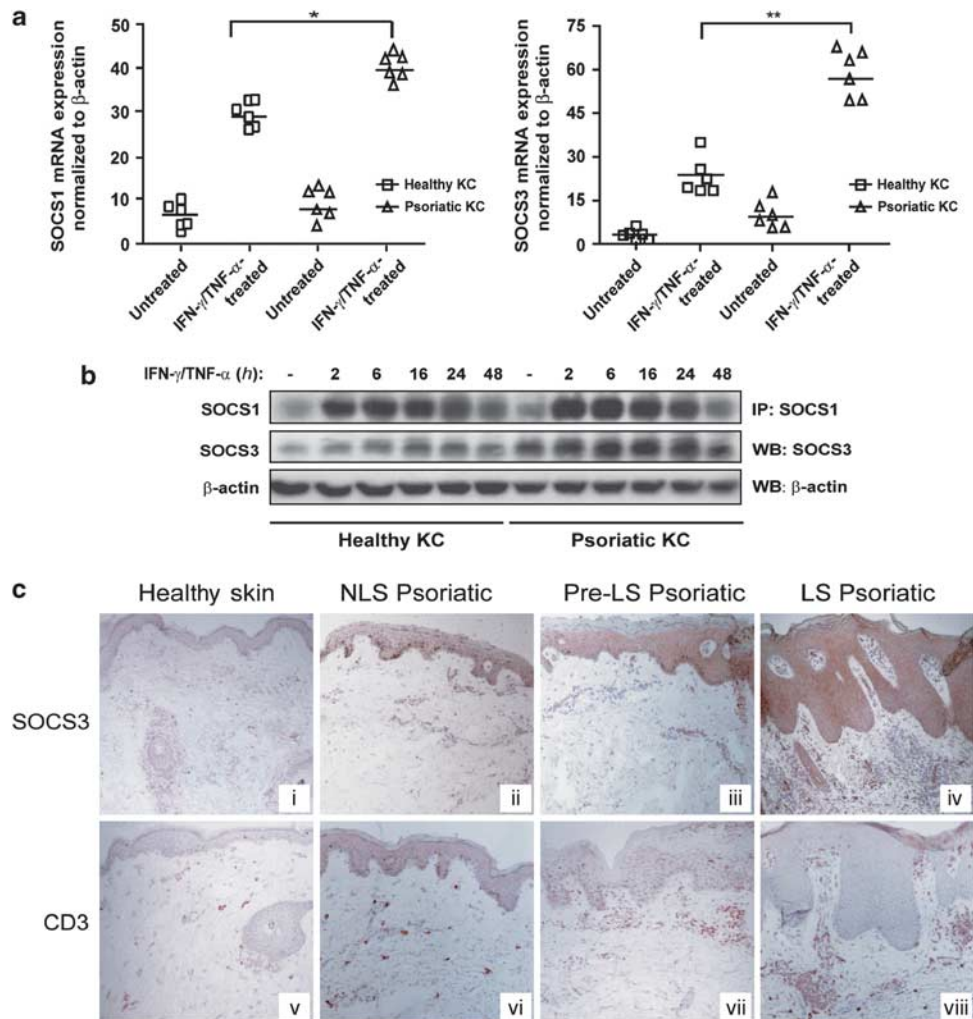 a
SOCS1 mRNA expression
normalized to β-actin
50
40
30
20
10
0
*
Healthy KC
Psoriatic KC
Untreated
IFN-γ/TNF-α-
treated
Untreated
IFN-γ/TNF-α-
treated
SOCS3 mRNA expression
normalized to β-actin
75
60
45
30
15
0
**
Healthy KC
Psoriatic KC
Untreated
IFN-γ/TNF-α-
treated
Untreated
IFN-γ/TNF-α-
treated
b
IFN-γ/TNF-α (h): - 2 6 16 24 48 - 2 6 16 24 48
SOCS1 IP: SOCS1
SOCS3 WB: SOCS3
β-actin WB: β-actin
Healthy KC Psoriatic KC
c
Healthy skin NLS Psoriatic Pre-LS Psoriatic LS Psoriatic
SOCS3
i ii iii iv
CD3
v vi vii viii